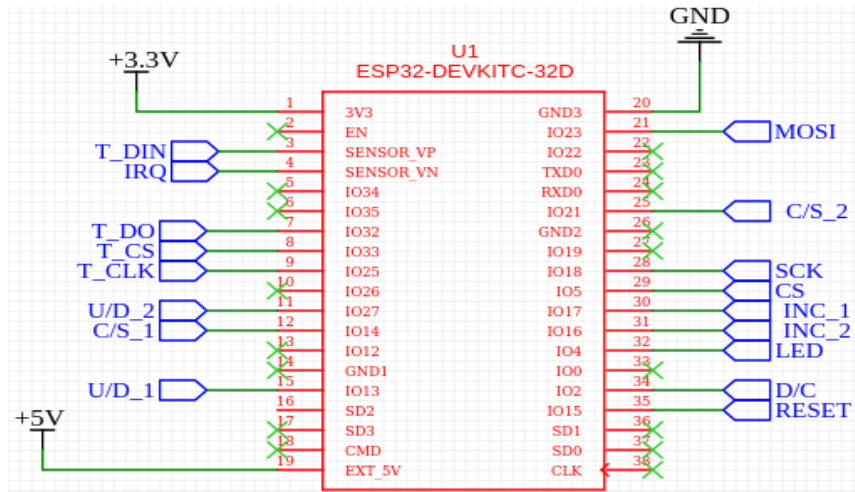 GND
U1
+3.3V
ESP32-DEVKITC-32D
1 3V3 GND3 20
2 EN IO23 21 MOSI
T_DIN 3 SENSOR_VP IO22 22
IRQ 4 SENSOR_VN TXD0 23
5 IO34 RXD0 24
6 IO35 IO21 25 C/S_2
T_DO 7 IO32 GND2 26
T_CS 8 IO33 IO19 27
T_CLK 9 IO25 IO18 28 SCK
10 IO26 IO5 29 CS
U/D_2 11 IO27 IO17 30 INC_1
C/S_1 12 IO14 IO16 31 INC_2
13 IO12 IO4 32 LED
14 GND1 IO0 33
U/D_1 15 IO13 IO2 34 D/C
16 SD2 IO15 35 RESET
+5V
17 SD3 SD1 36
18 CMD SD0 37
19 EXT_5V CLK 38